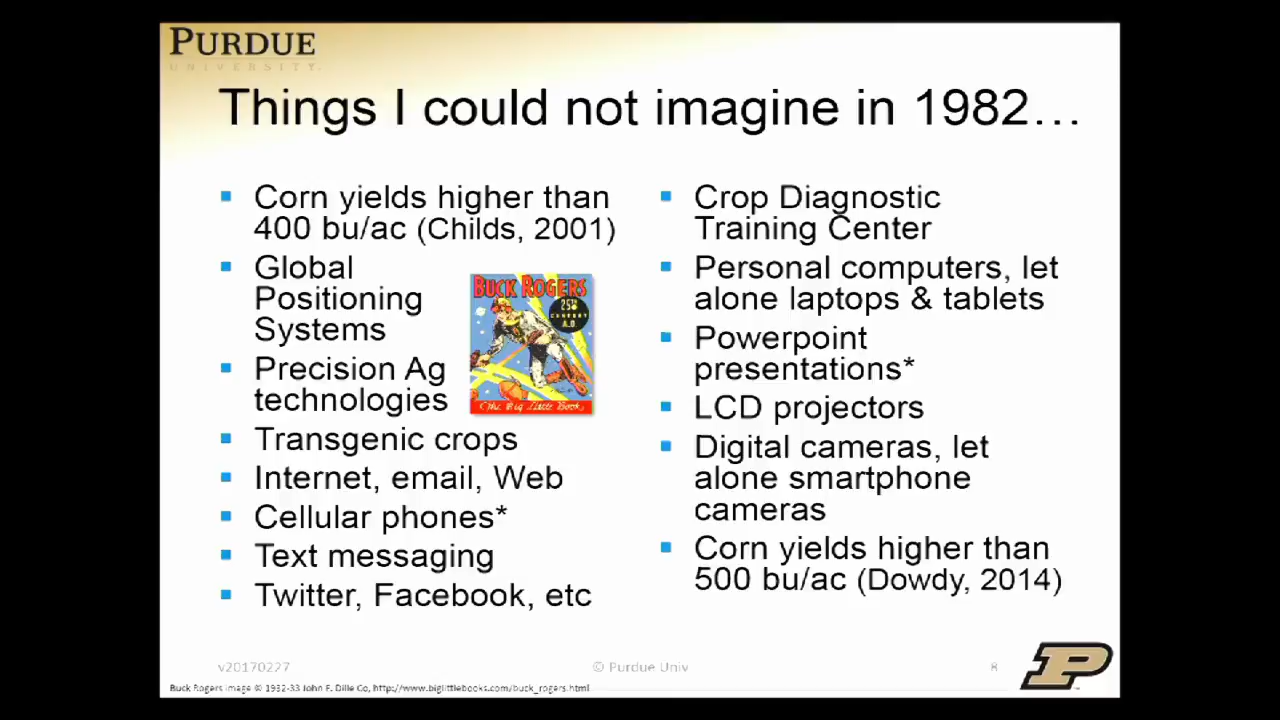 PURDUE
UNIVERSITY.
Things I could not imagine in 1982…
Corn yields higher than
400 bu/ac (Childs, 2001)
Global
Positioning
Systems
Precision Ag
technologies
Transgenic crops
Internet, email, Web
Cellular phones*
Text messaging
Twitter, Facebook, etc
BUCK ROGERS
25th
CENTURY
A.D.
The Big Little Book
Crop Diagnostic
Training Center
Personal computers, let
alone laptops & tablets
Powerpoint
presentations*
LCD projectors
Digital cameras, let
alone smartphone
cameras
Corn yields higher than
500 bu/ac (Dowdy, 2014)
v20170227
© Purdue Univ
8
P
Buck Rogers image © 1932-33 John F. Dille Co, http://www.biglittlebooks.com/buck_rogers.html